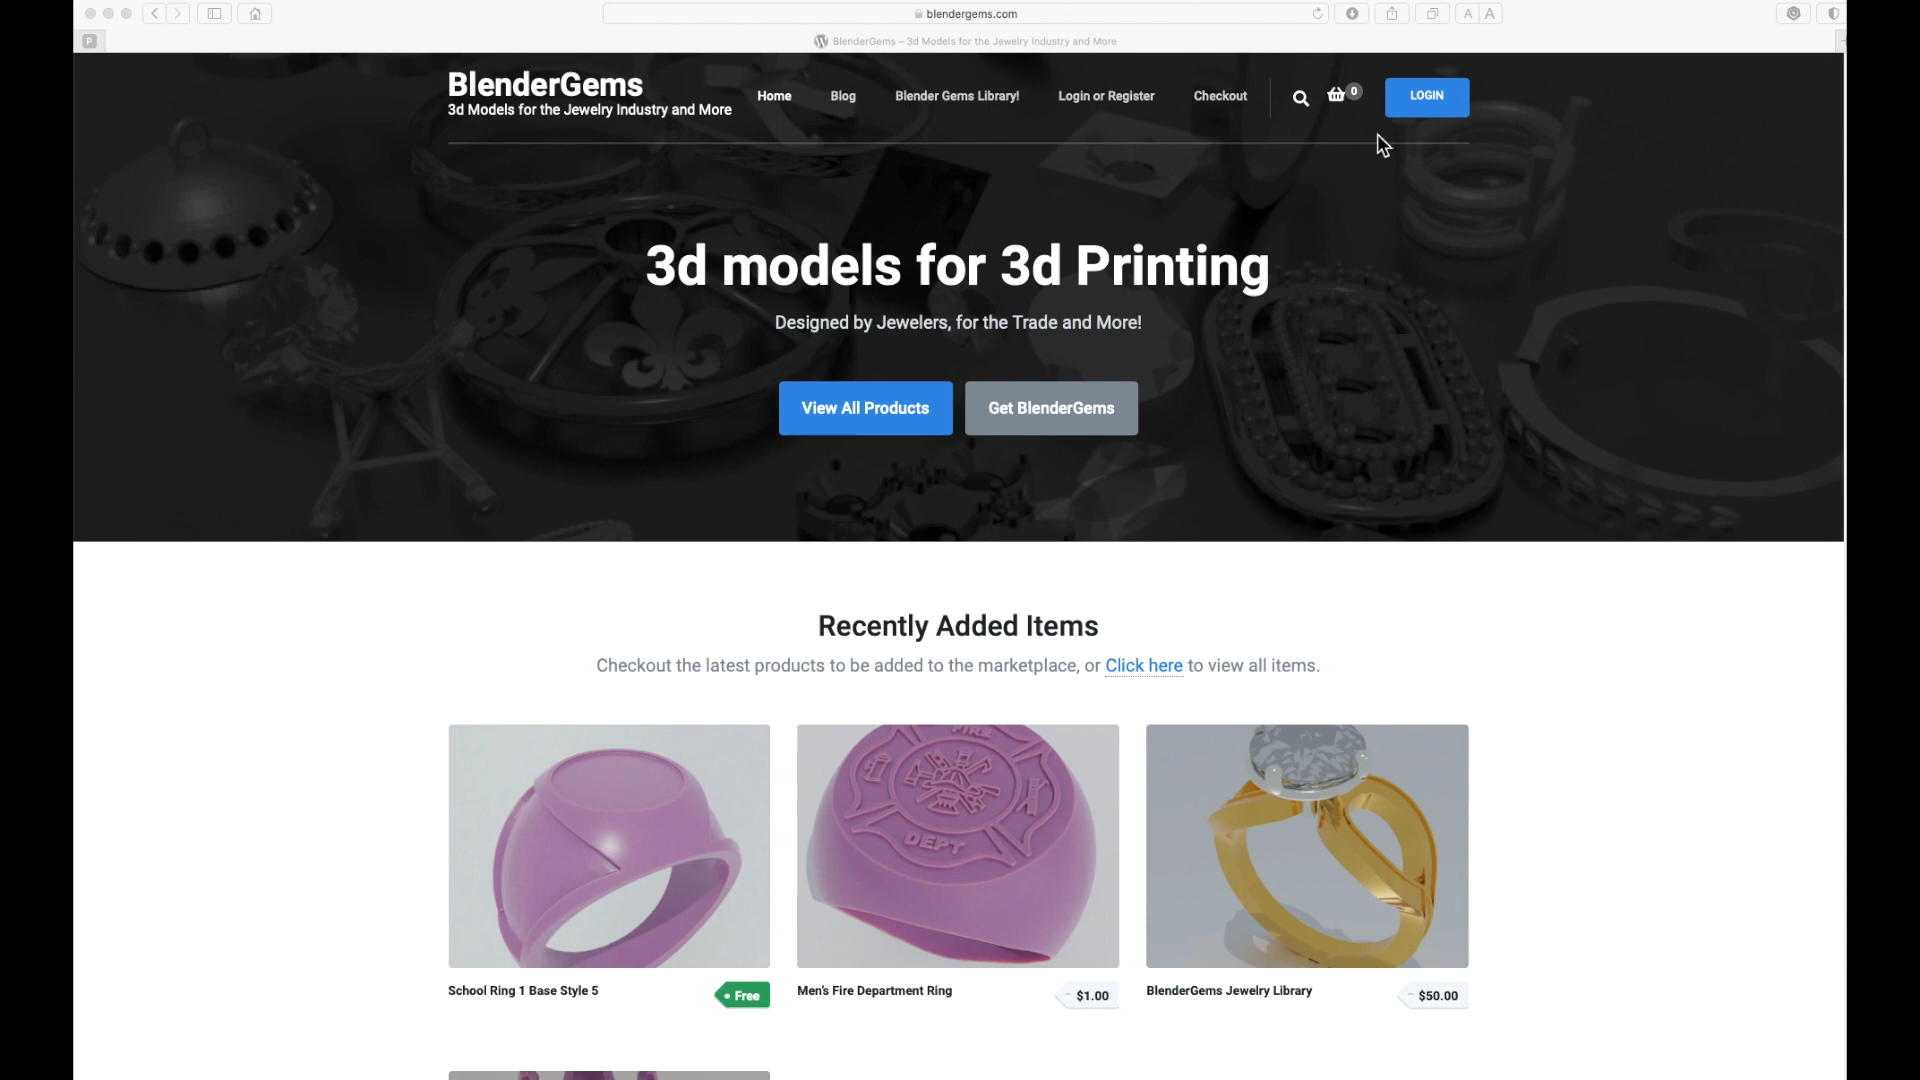 blendergems.com
A A
P
BlenderGems – 3d Models for the Jewelry Industry and More
BlenderGems
3d Models for the Jewelry Industry and More
Home
Blog
Blender Gems Library!
Login or Register
Checkout
0
LOGIN
3d models for 3d Printing
Designed by Jewelers, for the Trade and More!
View All Products
Get BlenderGems
Recently Added Items
Checkout the latest products to be added to the marketplace, or Click here to view all items.
FIRE
DEPT
School Ring 1 Base Style 5
Free
Men's Fire Department Ring
$1.00
BlenderGems Jewelry Library
$50.00